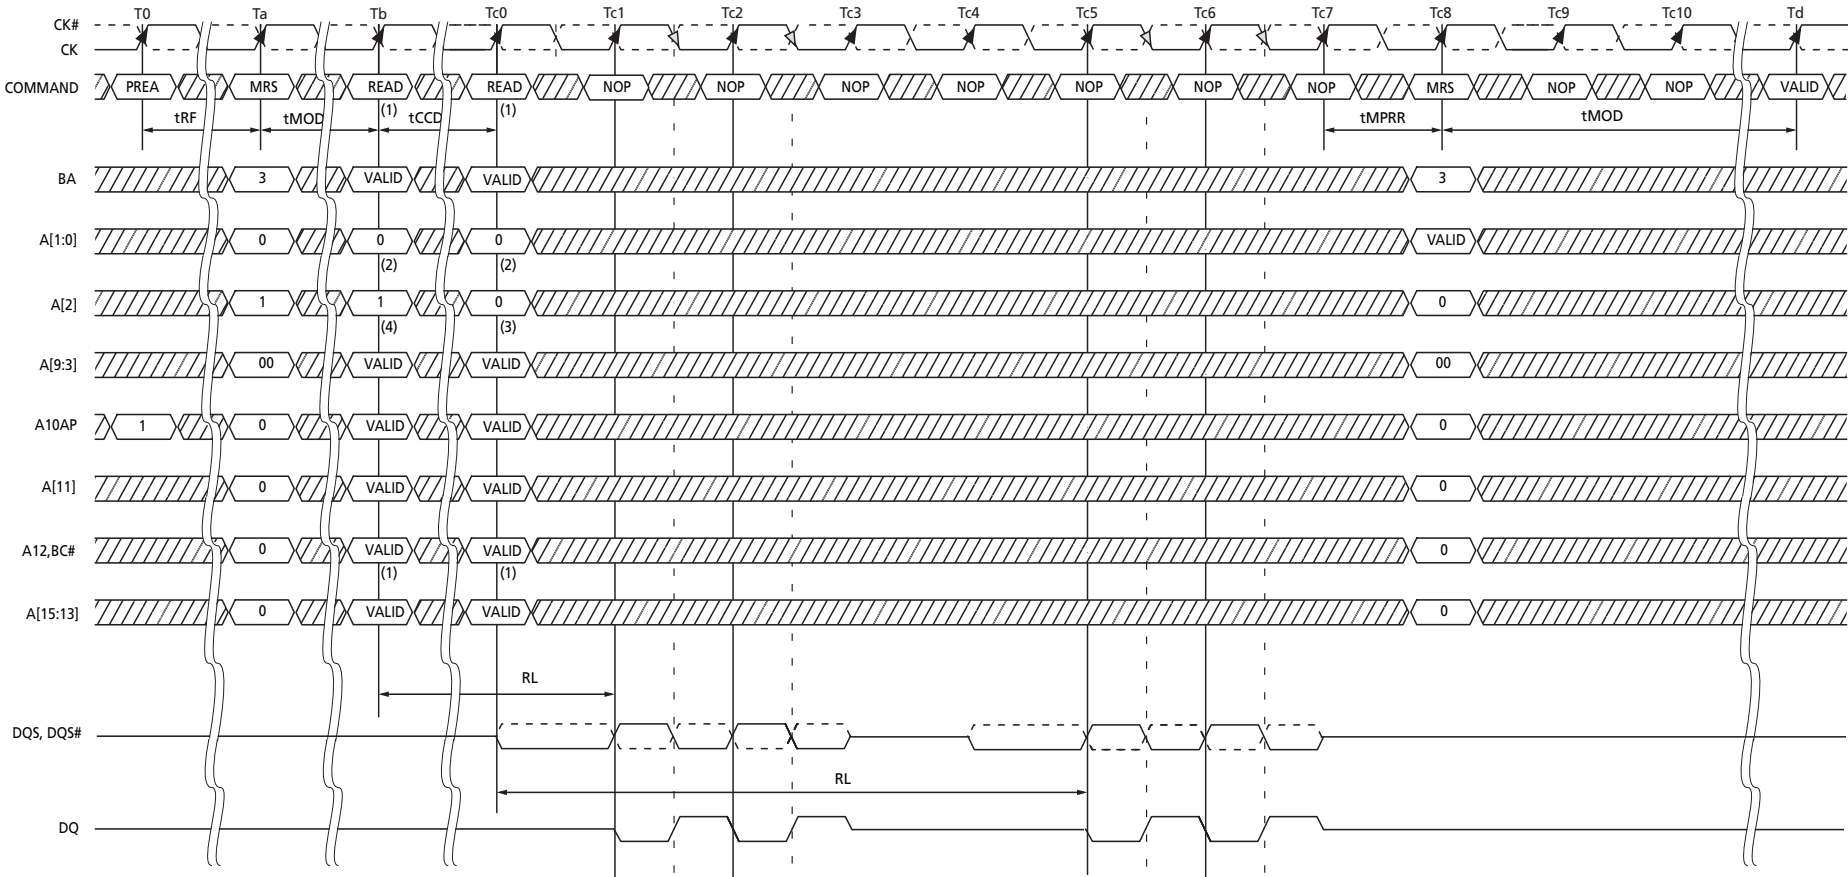 T0 Ta Tb Tc0 Tc1 Tc2 Tc3 Tc4 Tc5 Tc6 Tc7 Tc8 Tc9 Tc10 Td
CK#
CK
COMMAND PREA MRS READ READ NOP NOP NOP NOP NOP NOP NOP MRS NOP NOP VALID
(1) (1)
tRF tMOD tCCD tMPRR tMOD
BA 3 VALID VALID 3
A[1:0] 0 0 0 VALID
(2) (2)
A[2] 1 1 0 0
(4) (3)
A[9:3] 00 VALID VALID 00
A10AP 1 0 VALID VALID 0
A[11] 0 VALID VALID 0
A12,BC# 0 VALID VALID 0
(1) (1)
A[15:13] 0 VALID VALID 0
RL
DQS, DQS#
RL
DQ